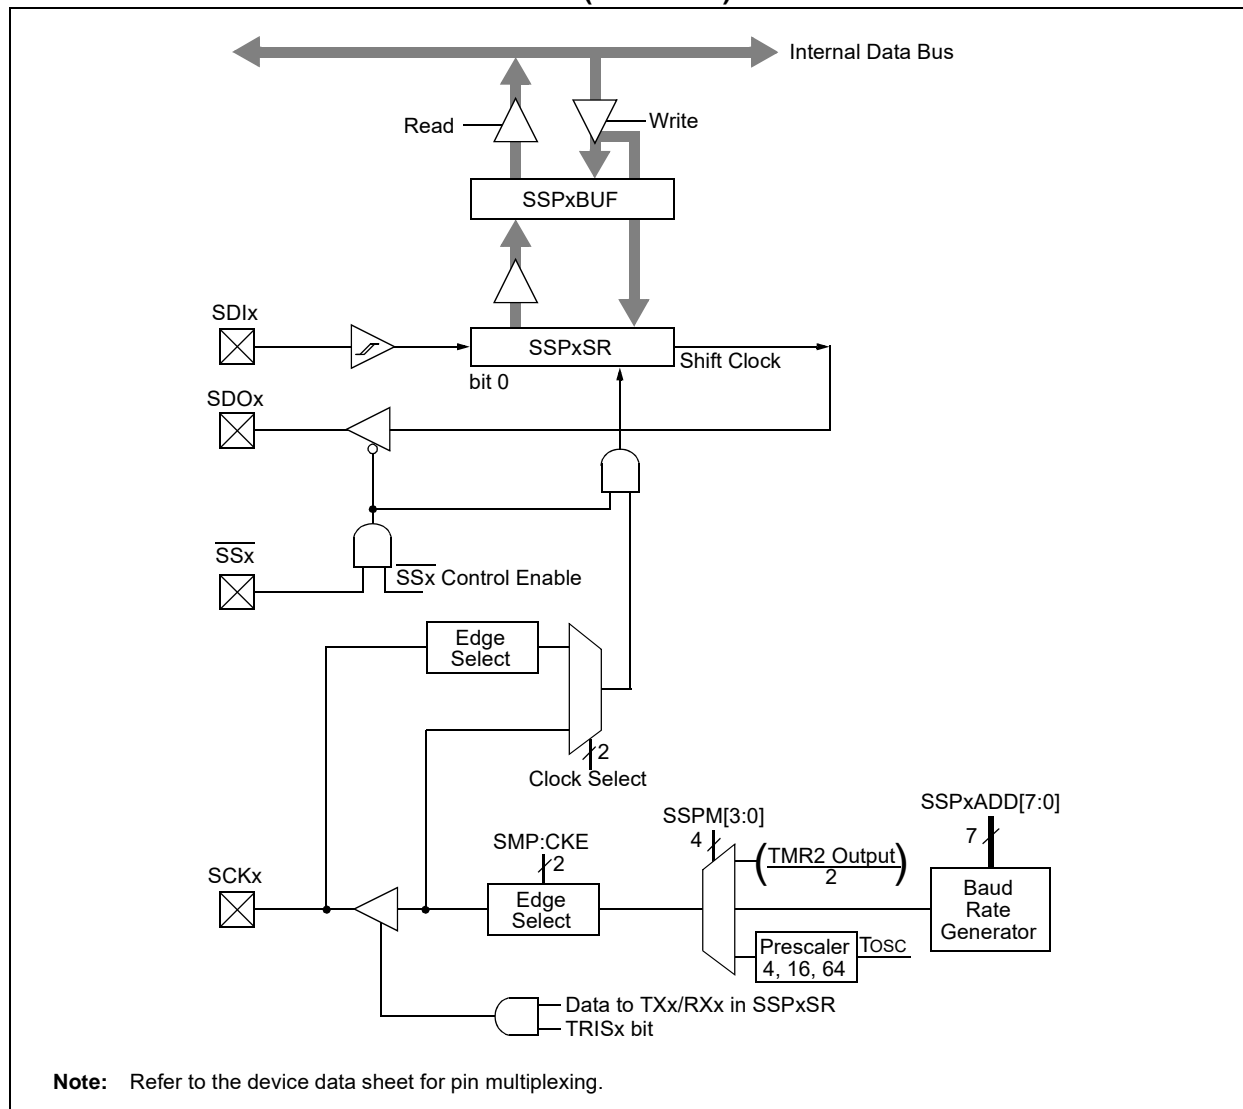 Internal Data Bus
Read
Write
SSPxBUF
SDIx
SSPxSR
Shift Clock
bit 0
SDOx
SSx
SSx Control Enable
Edge
Select
2
Clock Select
SSPxADD[7:0]
SSPM[3:0]
7
4
SMP:CKE
2
(TMR2 Output)
2
SCKx
Edge
Select
Baud
Rate
Generator
Prescaler
4, 16, 64
TOSC
Data to TXx/RXx in SSPxSR
TRISx bit
Note: Refer to the device data sheet for pin multiplexing.